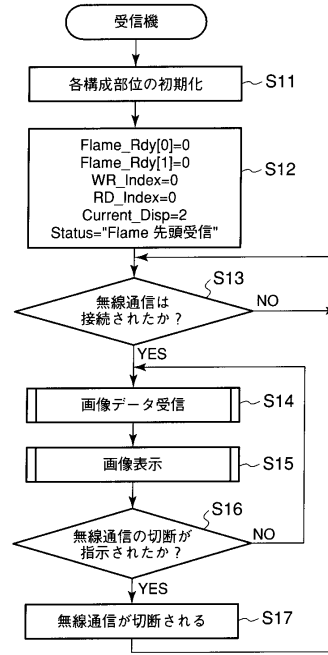 受信機
各構成部位の初期化
S11
Flame_Rdy[0]=0
Flame_Rdy[1]=0
WR_Index=0
RD_Index=0
Current_Disp=2
Status="Flame 先頭受信"
S12
S13
無線通信は
接続されたか?
NO
YES
画像データ受信
S14
画像表示
S15
S16
無線通信の切断が
指示されたか?
NO
YES
無線通信が切断される
S17